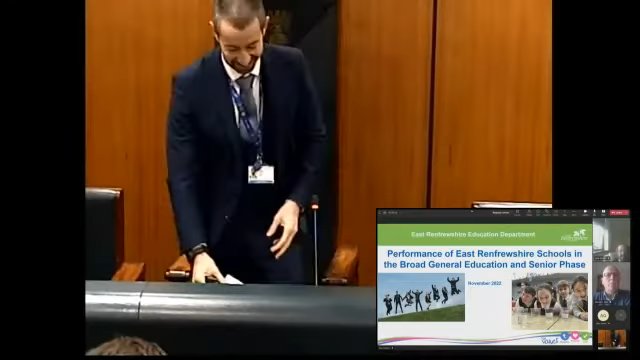 East Renfrewshire Education Department
Performance of East Renfrewshire Schools in
the Broad General Education and Senior Phase
November 2022